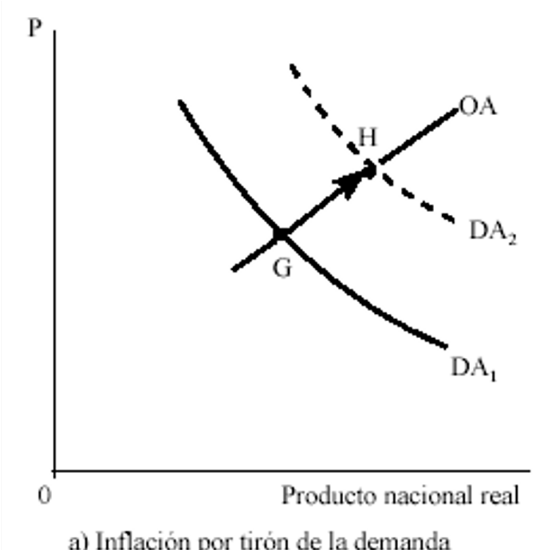 P
OA
H
DA₂
G
DA₁
0
Producto nacional real
a) Inflación por tirón de la demanda